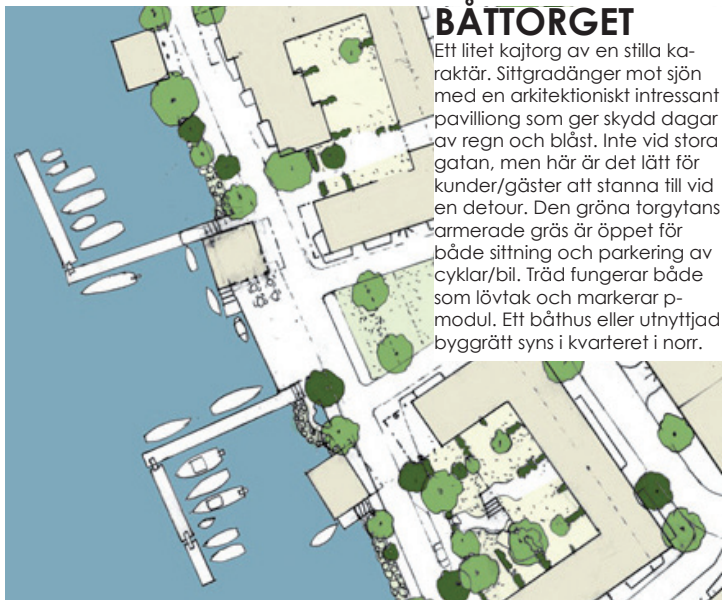 BÅTTORGET
Ett litet kajtorg av en stilla ka-
raktär. Sittgradänger mot sjön
med en arkitektioniskt intressant
pavilliong som ger skydd dagar
av regn och blåst. Inte vid stora
gatan, men här är det lätt för
kunder/gäster att stanna till vid
en detour. Den gröna torgytans
armerade gräs är öppet för
både sittning och parkering av
cyklar/bil. Träd fungerar både
som lövtak och markerar p-
modul. Ett båthus eller utnyttjad
byggrätt syns i kvarteret i norr.